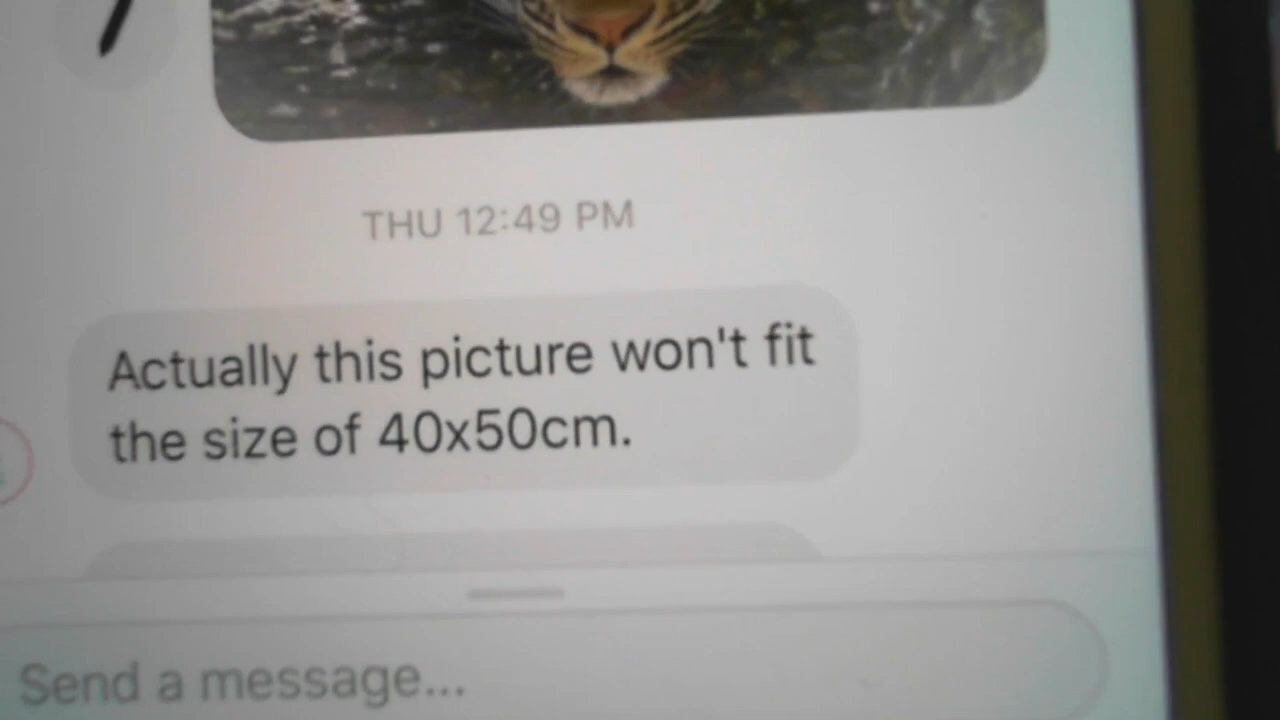 THU 12:49 PM
Actually this picture won't fit
the size of 40x50cm.
Send a message...